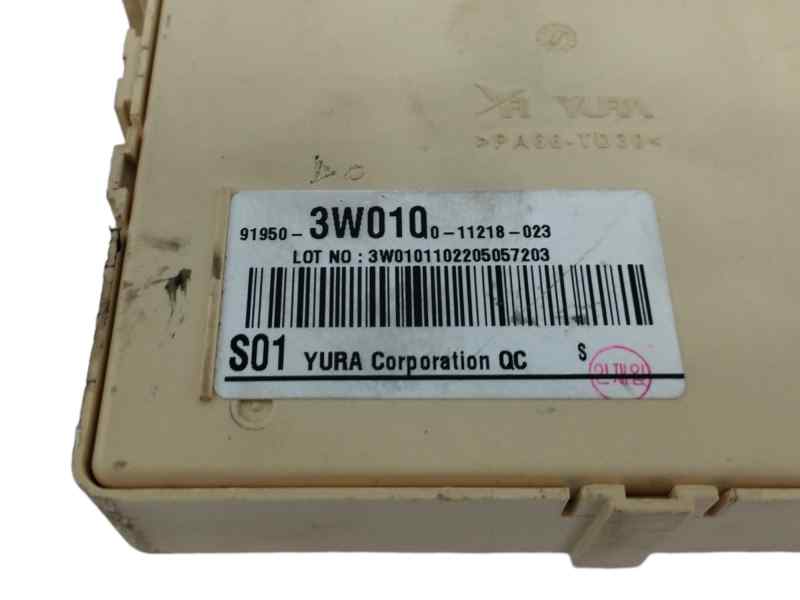 YURA
>PA66-TD30<
91950- 3W010 0-11218-023
LOT NO : 3W0101102205057203
S01 YURA Corporation QC S